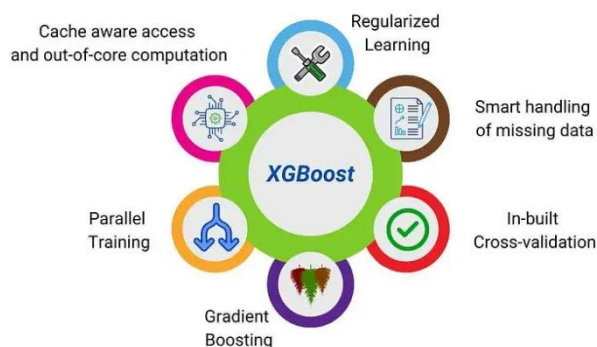 Cache aware access
and out-of-core computation
Regularized
Learning
Smart handling
of missing data
XGBoost
Parallel
Training
In-built
Cross-validation
Gradient
Boosting